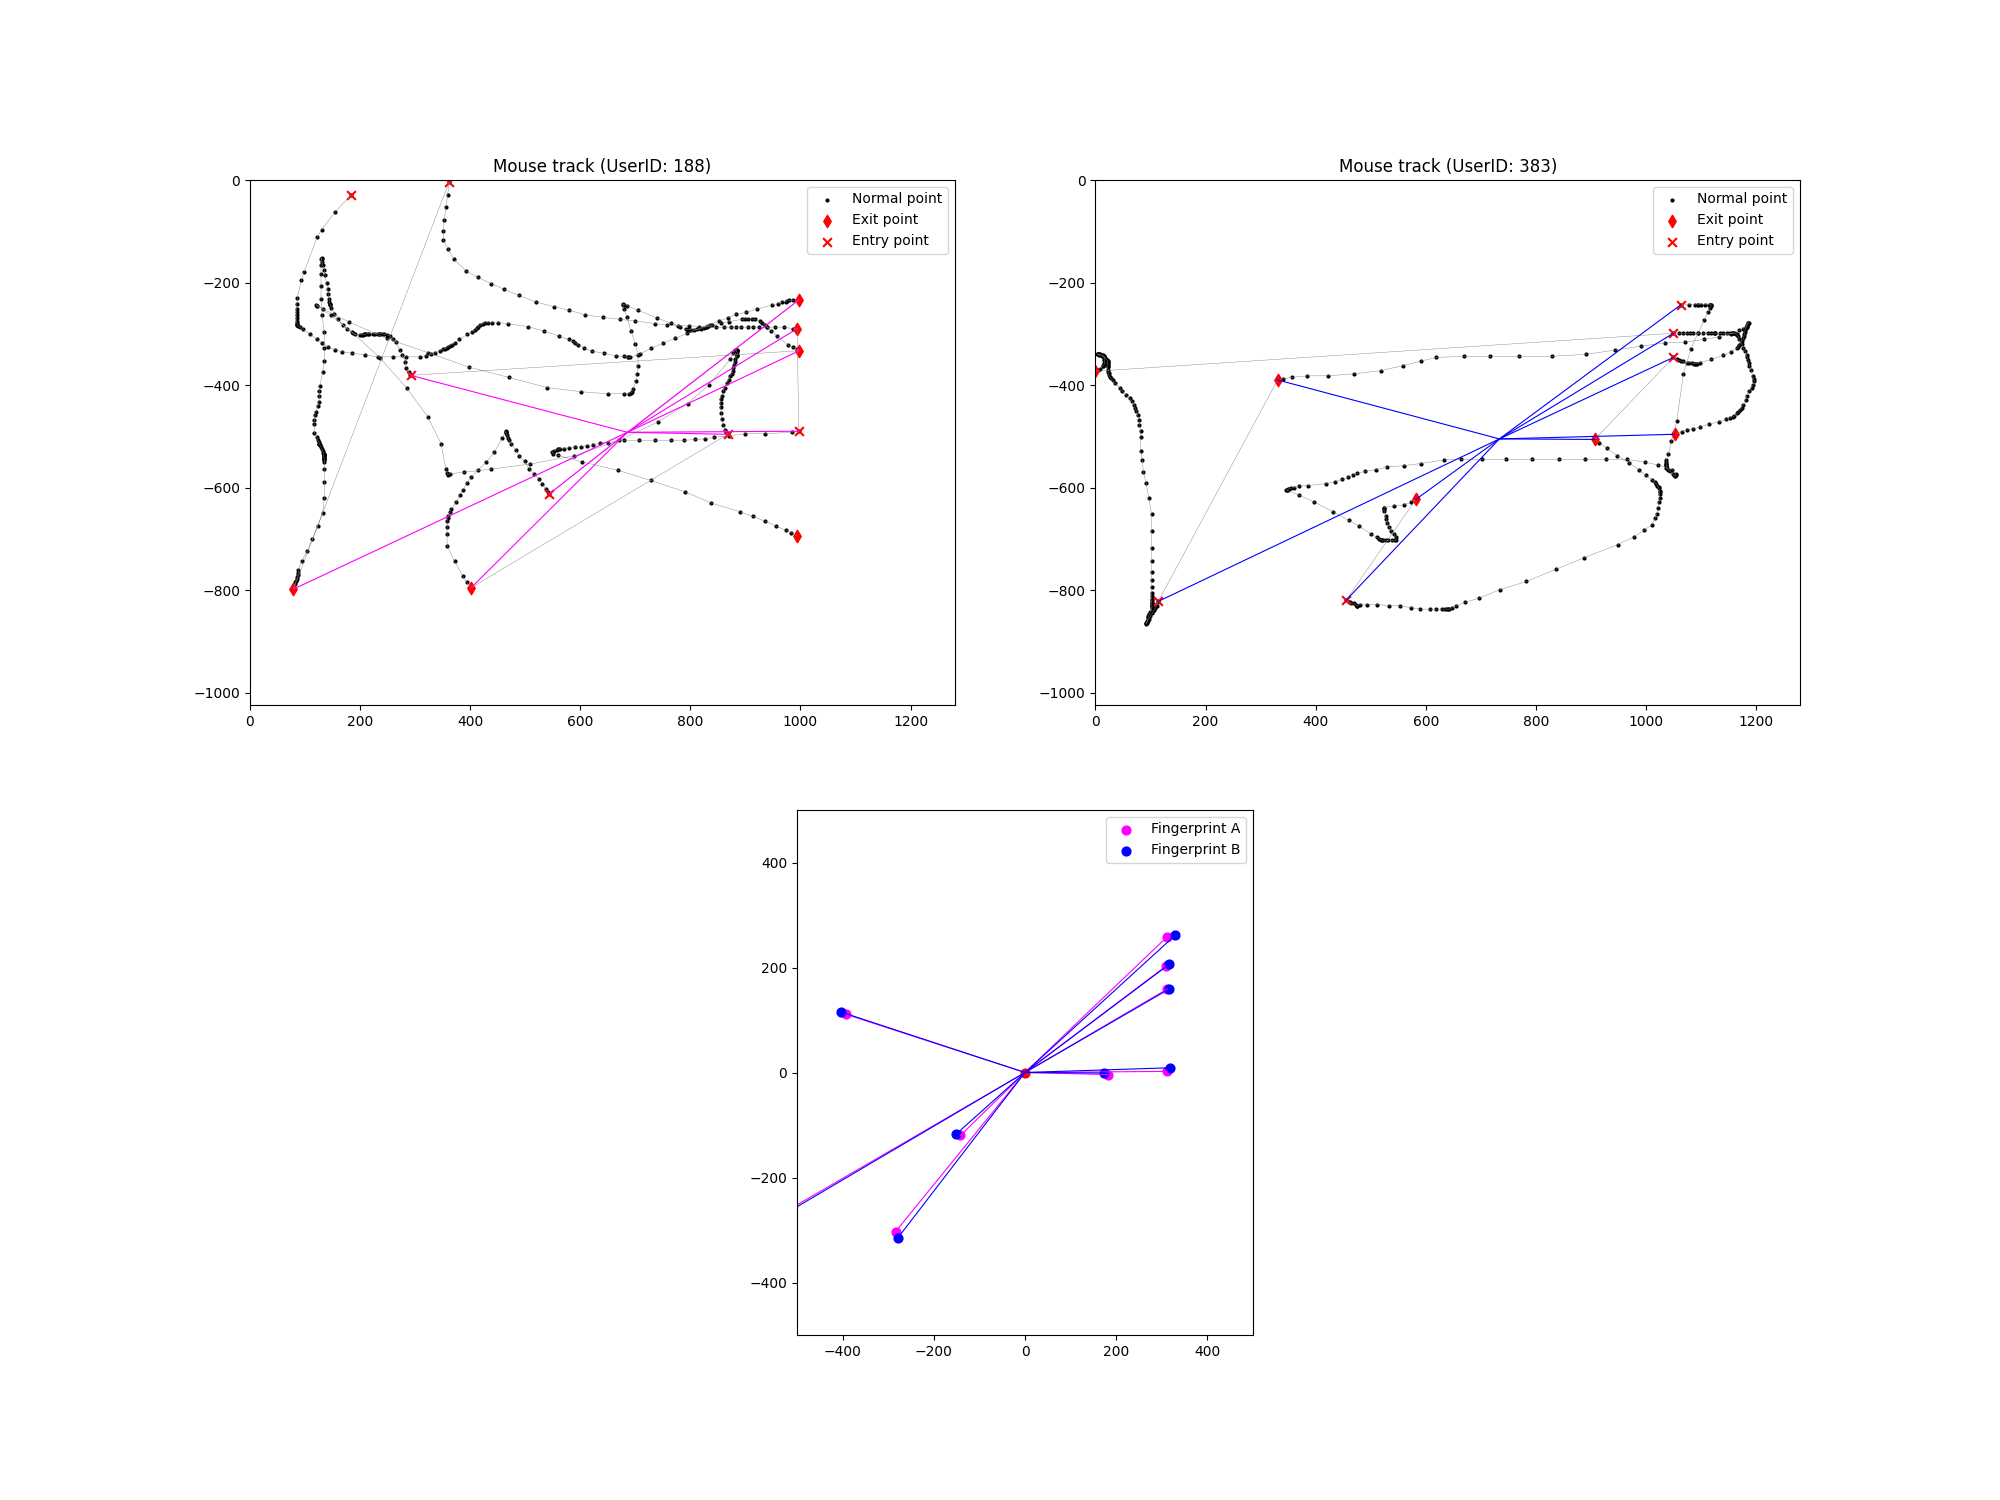 Mouse track (UserID: 188)
0
−200
−400
−600
−800
−1000
0 200 400 600 800 1000 1200
Normal point
Exit point
Entry point
Mouse track (UserID: 383)
0
−200
−400
−600
−800
−1000
0 200 400 600 800 1000 1200
Normal point
Exit point
Entry point
400
200
0
−200
−400
−400 −200 0 200 400
Fingerprint A
Fingerprint B